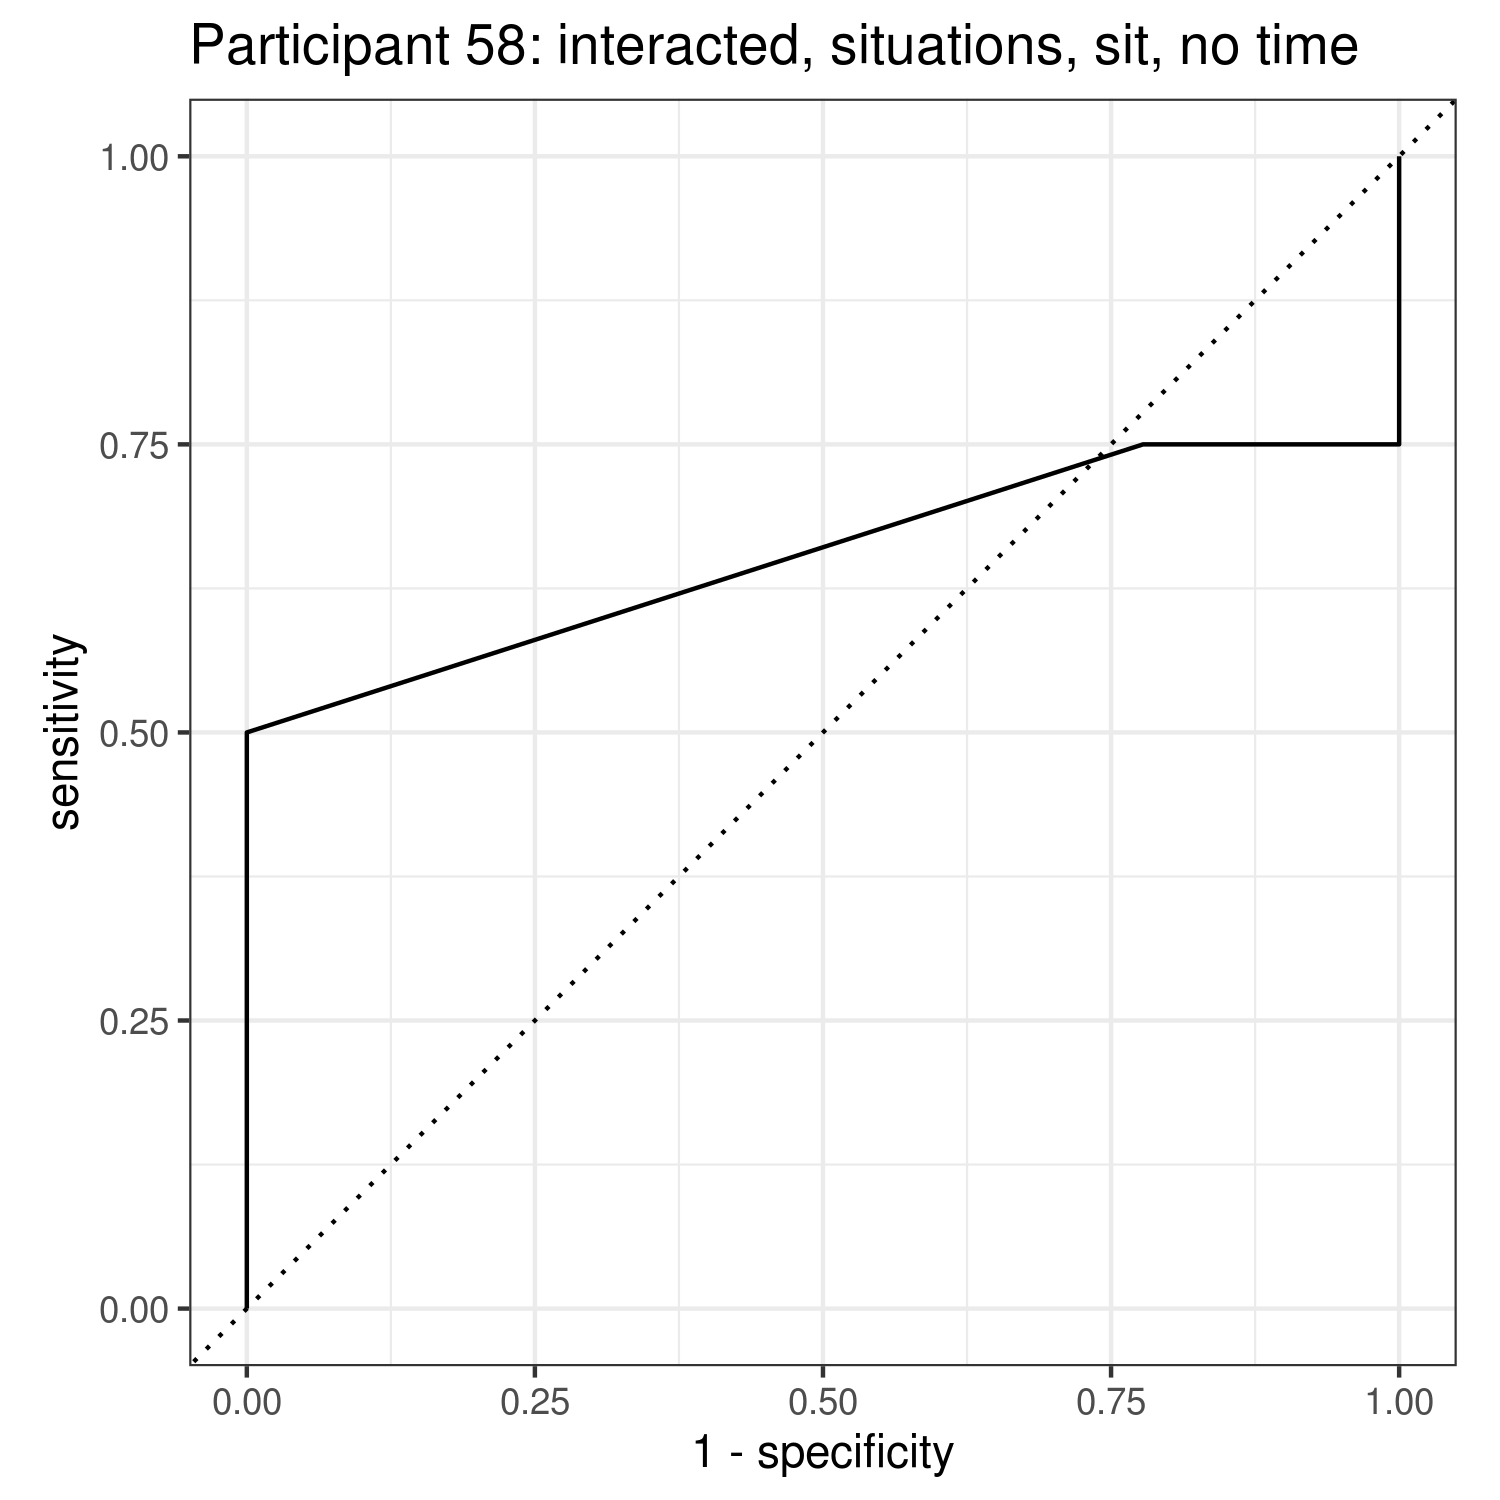 Participant 58: interacted, situations, sit, no time
1.00
0.75
0.50
0.25
0.00
sensitivity
0.00 0.25 0.50 0.75 1.00
1 - specificity